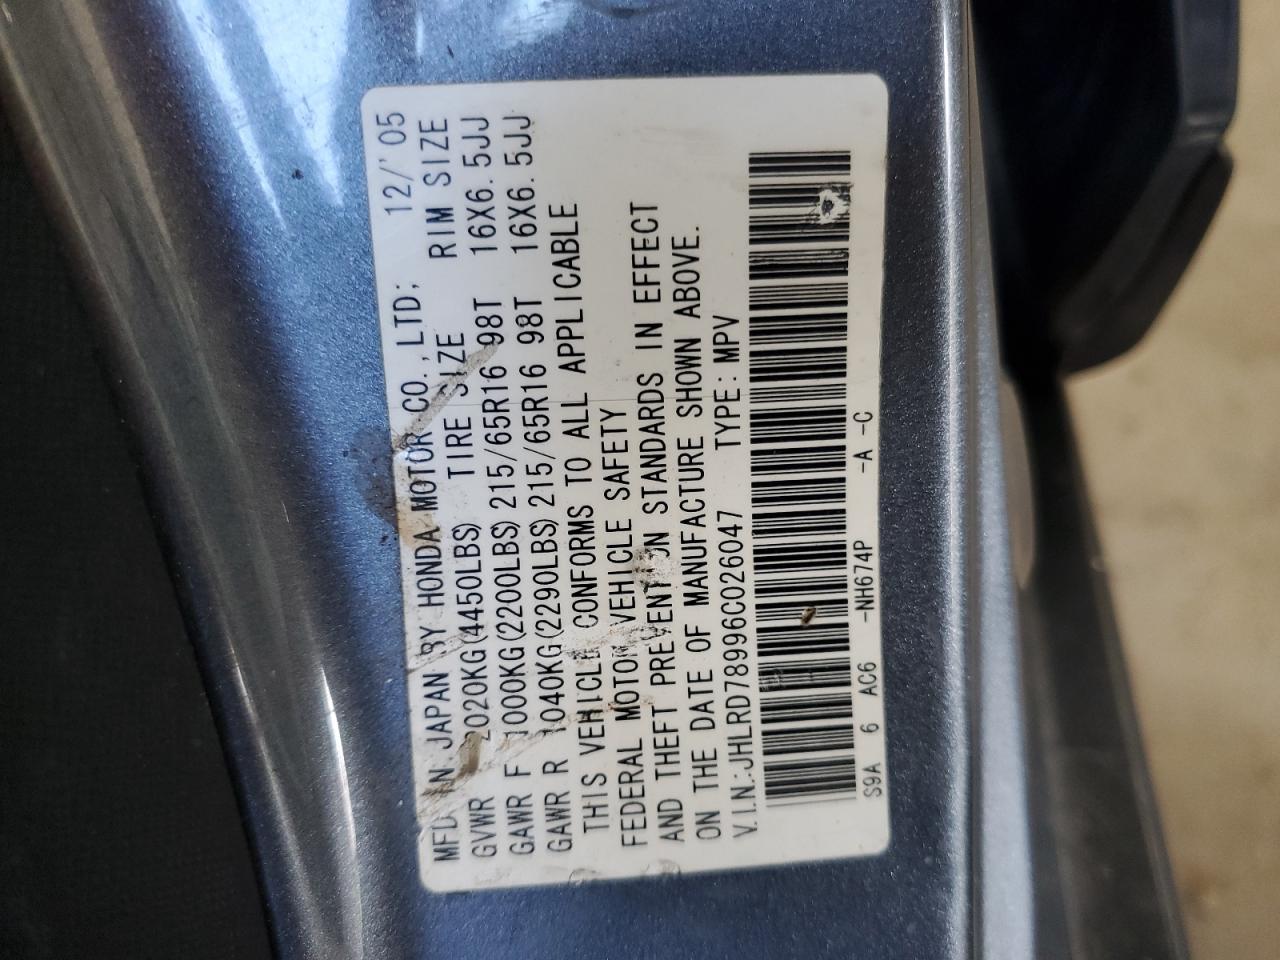 MFD. IN JAPAN BY HONDA MOTOR CO., LTD; 12/'05
GVWR 2020KG(4450LBS) TIRE SIZE RIM SIZE
GAWR F 1000KG(2200LBS) 215/65R16 98T 16X6.5JJ
GAWR R 1040KG(2290LBS) 215/65R16 98T 16X6.5JJ
THIS VEHICLE CONFORMS TO ALL APPLICABLE
FEDERAL MOTOR VEHICLE SAFETY
AND THEFT PREVENTION STANDARDS IN EFFECT
ON THE DATE OF MANUFACTURE SHOWN ABOVE.
V.I.N.:JHLRD78996C026047 TYPE:MPV
S9A 6 AC6 -NH674P -A -C